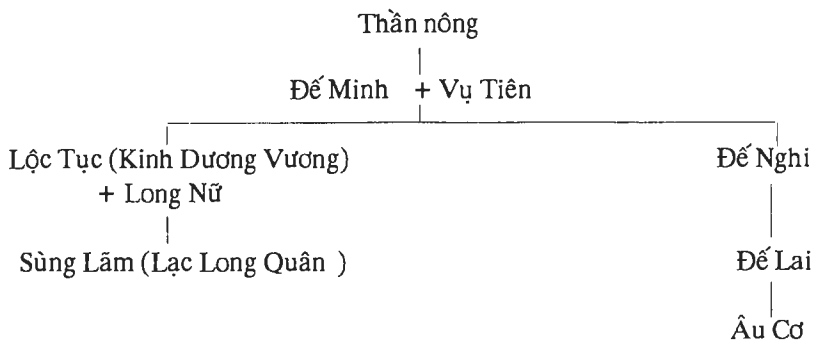 Thần nông
Đế Minh + Vụ Tiên
Lộc Tục (Kinh Dương Vương)
+ Long Nữ
Đế Nghi
Sùng Lãm (Lạc Long Quân )
Đế Lai
Âu Cơ